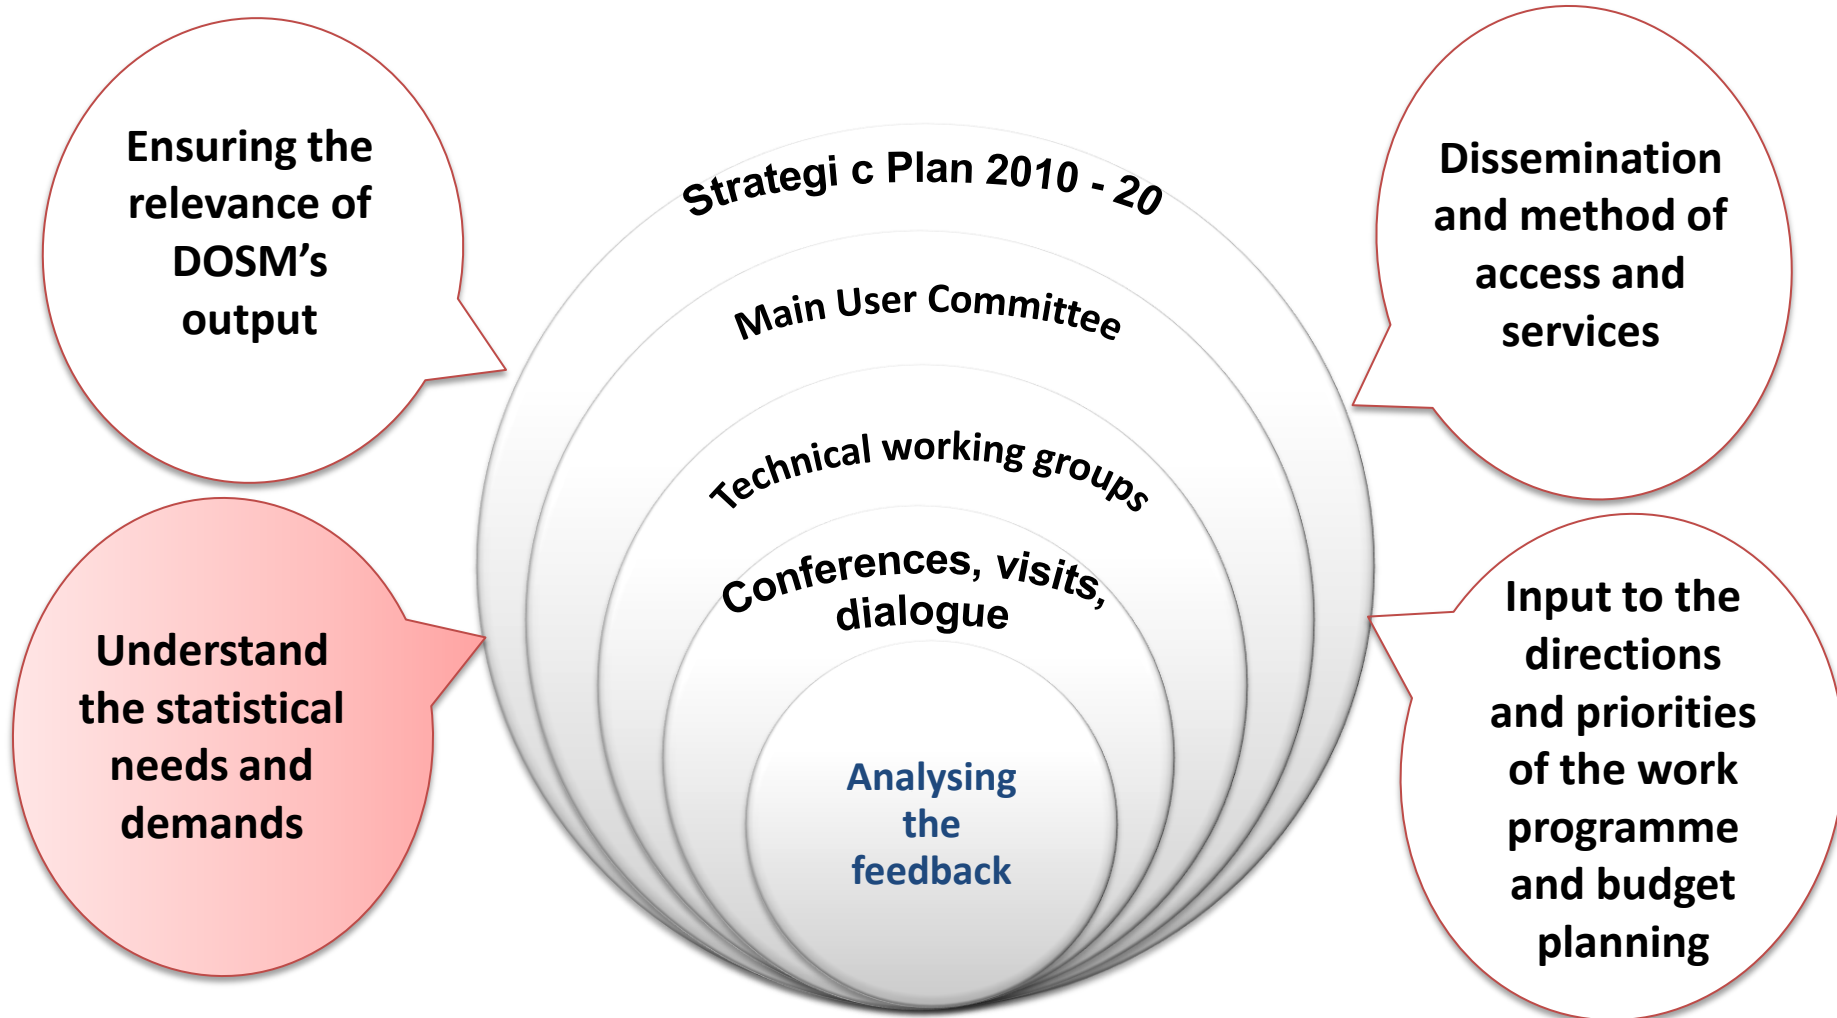 Ensuring the
relevance of
DOSM’s
output
Strategi c Plan 2010 - 20
Main User Committee
Technical working groups
Conferences, visits,
dialogue
Analysing
the
feedback
Dissemination
and method of
access and
services
Understand
the statistical
needs and
demands
Input to the
directions
and priorities
of the work
programme
and budget
planning